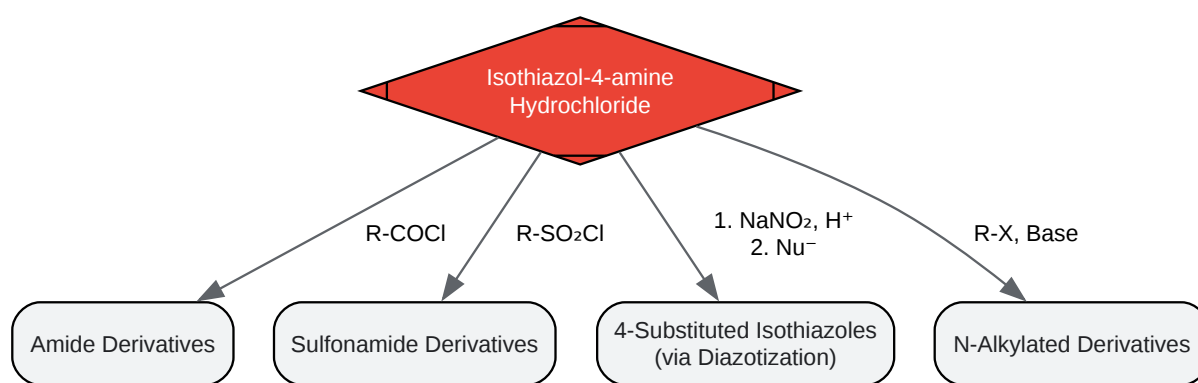 Isothiazol-4-amine
Hydrochloride
R-COCl
R-SO₂Cl
1. NaNO₂, H⁺
2. Nu⁻
R-X, Base
Amide Derivatives
Sulfonamide Derivatives
4-Substituted Isothiazoles
(via Diazotization)
N-Alkylated Derivatives